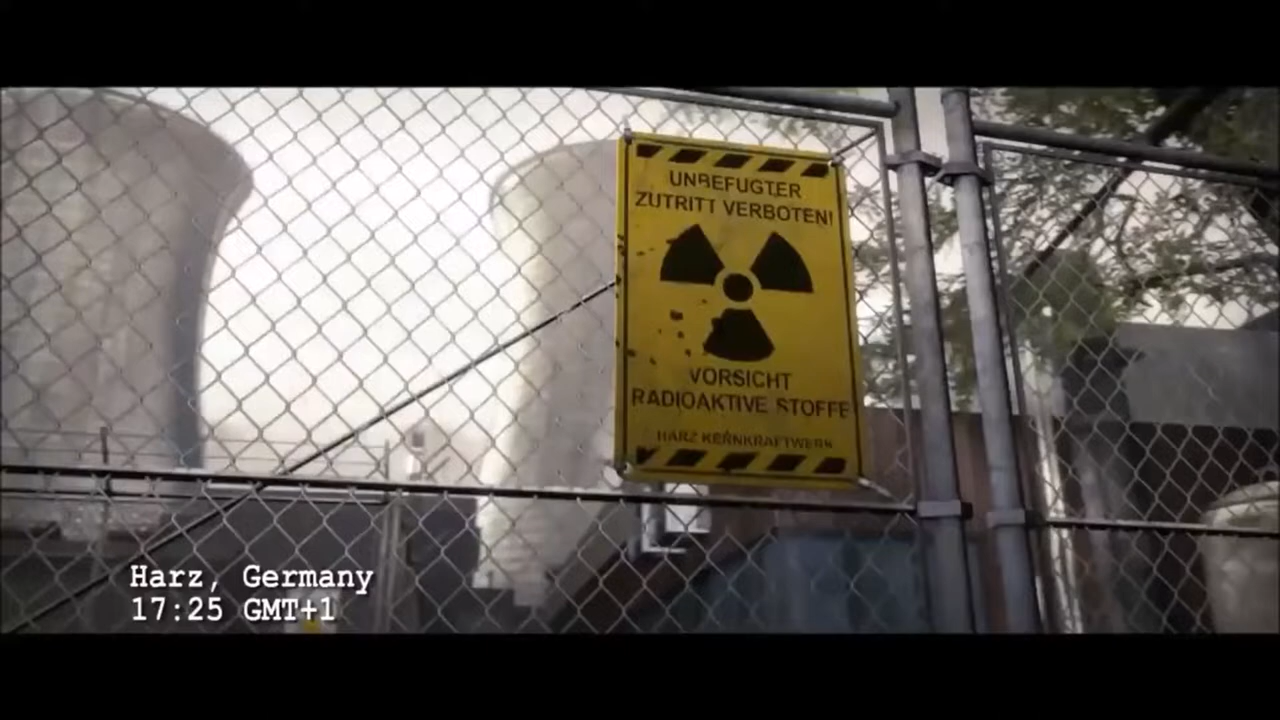 UNBEFUGTER
ZUTRITT VERBOTEN!
VORSICHT
RADIOAKTIVE STOFFE
HARZ KERNKRAFTWERK
Harz, Germany
17:25 GMT+1